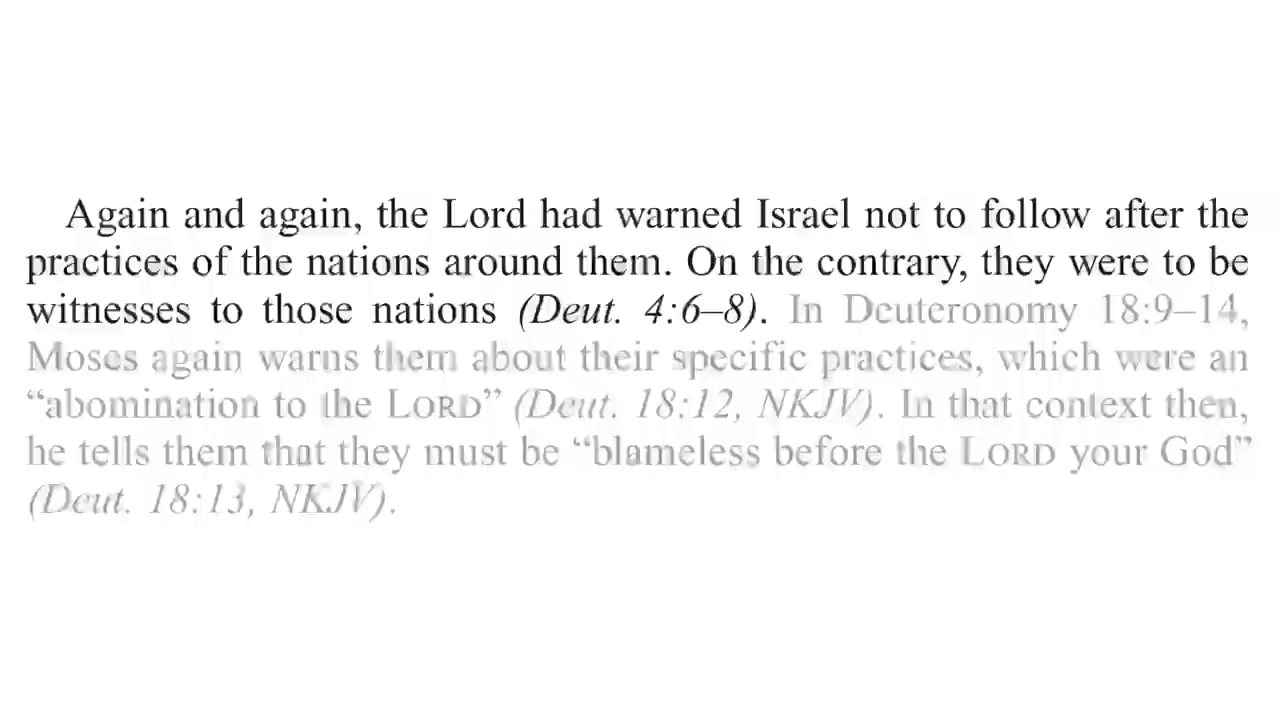 Again and again, the Lord had warned Israel not to follow after the
practices of the nations around them. On the contrary, they were to be
witnesses to those nations (Deut. 4:6–8). In Deuteronomy 18:9–14,
Moses again warns them about their specific practices, which were an
“abomination to the LORD” (Deut. 18:12, NKJV). In that context then,
he tells them that they must be “blameless before the LORD your God”
(Deut. 18:13, NKJV).